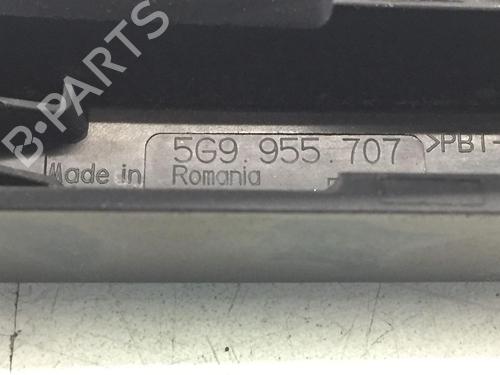 B-PARTS
5G9 955 707 >PBT-
Made in Romania